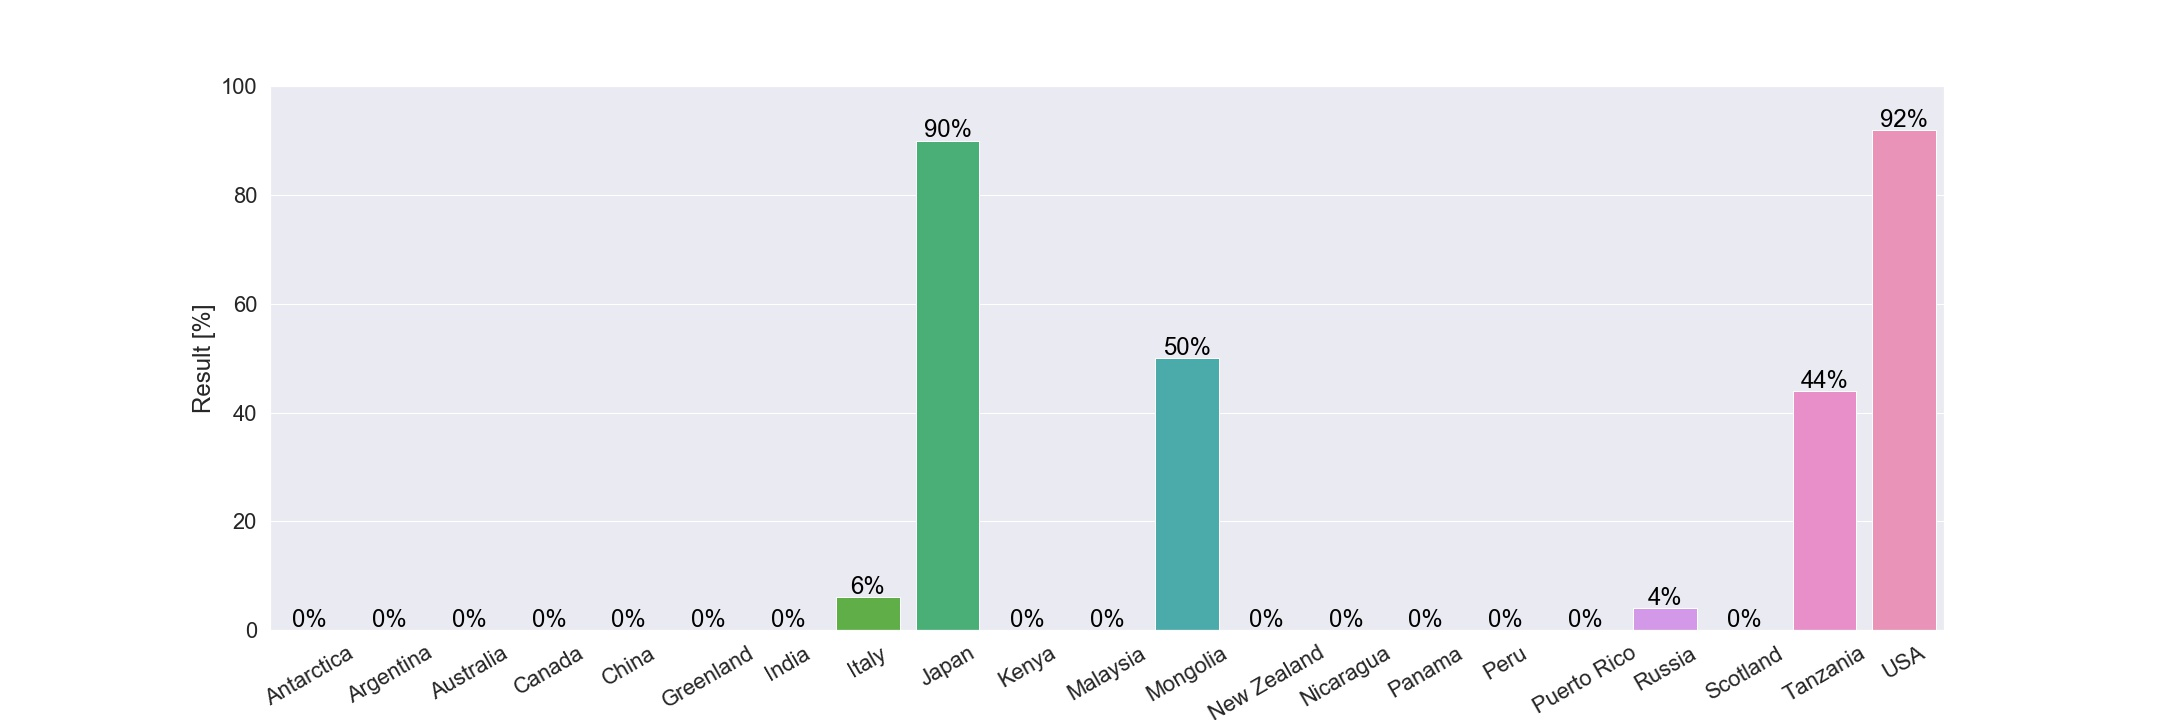 100
80
60
40
20
0
Result [%]
0%
0%
0%
0%
0%
0%
0%
6%
90%
0%
0%
50%
0%
0%
0%
0%
0%
4%
0%
44%
92%
Antarctica
Argentina
Australia
Canada
China
Greenland
India
Italy
Japan
Kenya
Malaysia
Mongolia
New Zealand
Nicaragua
Panama
Peru
Puerto Rico
Russia
Scotland
Tanzania
USA